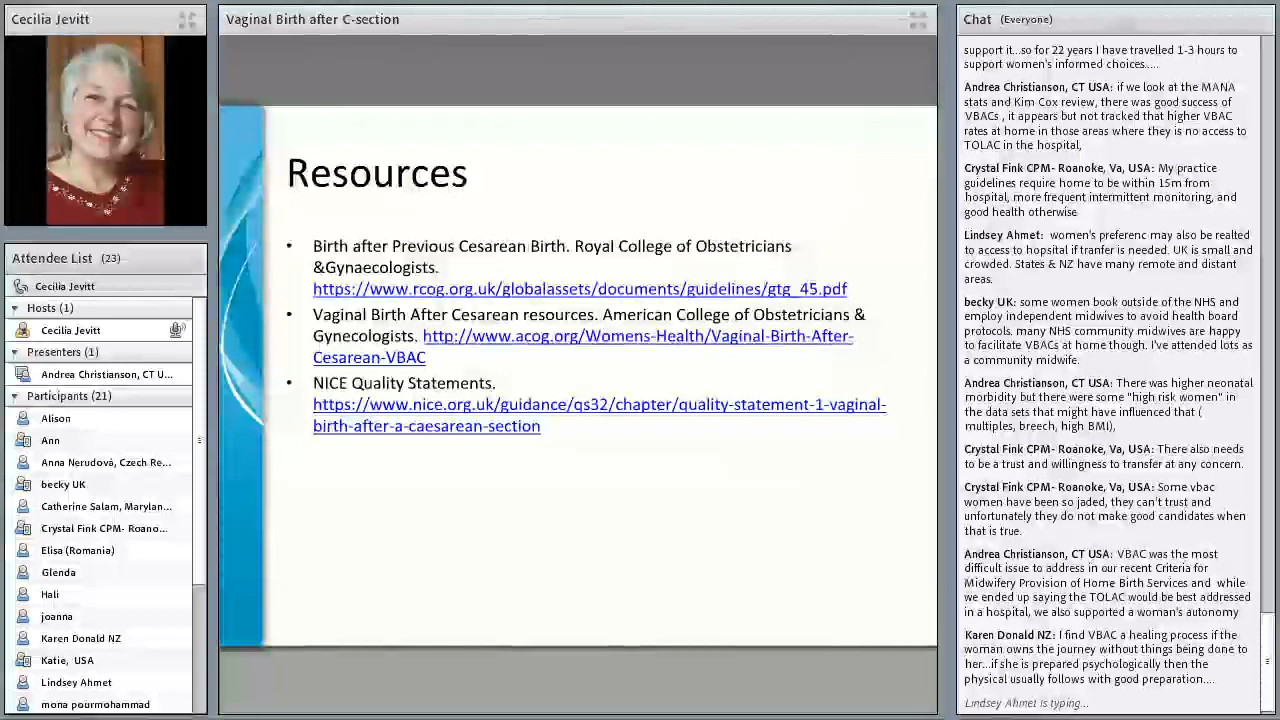 Cecilia Jevitt
Attendee List (23)
Cecilia Jevitt
Hosts (1)
Cecilia Jevitt
Presenters (1)
Andrea Christianson, CT U...
Participants (21)
Alison
Ann
Anna Nerudová, Czech Re...
becky UK
Catherine Salam, Marylan...
Crystal Fink CPM- Roano...
Elisa (Romania)
Glenda
Hali
joanna
Karen Donald NZ
Katie, USA
Lindsey Ahmet
mona pourmohammad
Vaginal Birth after C-section
Resources
• Birth after Previous Cesarean Birth. Royal College of Obstetricians
&Gynaecologists.
https://www.rcog.org.uk/globalassets/documents/guidelines/gtg_45.pdf
• Vaginal Birth After Cesarean resources. American College of Obstetricians &
Gynecologists. http://www.acog.org/Womens-Health/Vaginal-Birth-After-
Cesarean-VBAC
• NICE Quality Statements.
https://www.nice.org.uk/guidance/qs32/chapter/quality-statement-1-vaginal-
birth-after-a-caesarean-section
Chat (Everyone)
support it...so for 22 years I have travelled 1-3 hours to
support women's informed choices.....
Andrea Christianson, CT USA: if we look at the MANA
stats and Kim Cox review, there was good success of
VBACs , it appears but not tracked that higher VBAC
rates at home in those areas where they is no access to
TOLAC in the hospital,
Crystal Fink CPM- Roanoke, Va, USA: My practice
guidelines require home to be within 15m from
hospital, more frequent intermittent monitoring, and
good health otherwise
Lindsey Ahmet: women's preferenc may also be realted
to access to hopsital if tranfer is needed. UK is small and
crowded. States & NZ have many remote and distant
areas.
becky UK: some women book outside of the NHS and
employ independent midwives to avoid health board
protocols. many NHS community midwives are happy
to facilitate VBACs at home though. I've attended lots as
a community midwife.
Andrea Christianson, CT USA: There was higher neonatal
morbidity but there were some "high risk women" in
the data sets that might have influenced that (
multiples, breech, high BMI),
Crystal Fink CPM- Roanoke, Va, USA: There also needs
to be a trust and willingness to transfer at any concern.
Crystal Fink CPM- Roanoke, Va, USA: Some vbac
women have been so jaded, they can't trust and
unfortunately they do not make good candidates when
that is true.
Andrea Christianson, CT USA: VBAC was the most
difficult issue to address in our recent Criteria for
Midwifery Provision of Home Birth Services and while
we ended up saying the TOLAC would be best addressed
in a hospital, we also supported a woman's autonomy
Karen Donald NZ: I find VBAC a healing process if the
woman owns the journey without things being done to
her...if she is prepared psychologically then the
physical usually follows with good preparation....
Lindsey Ahmet is typing...